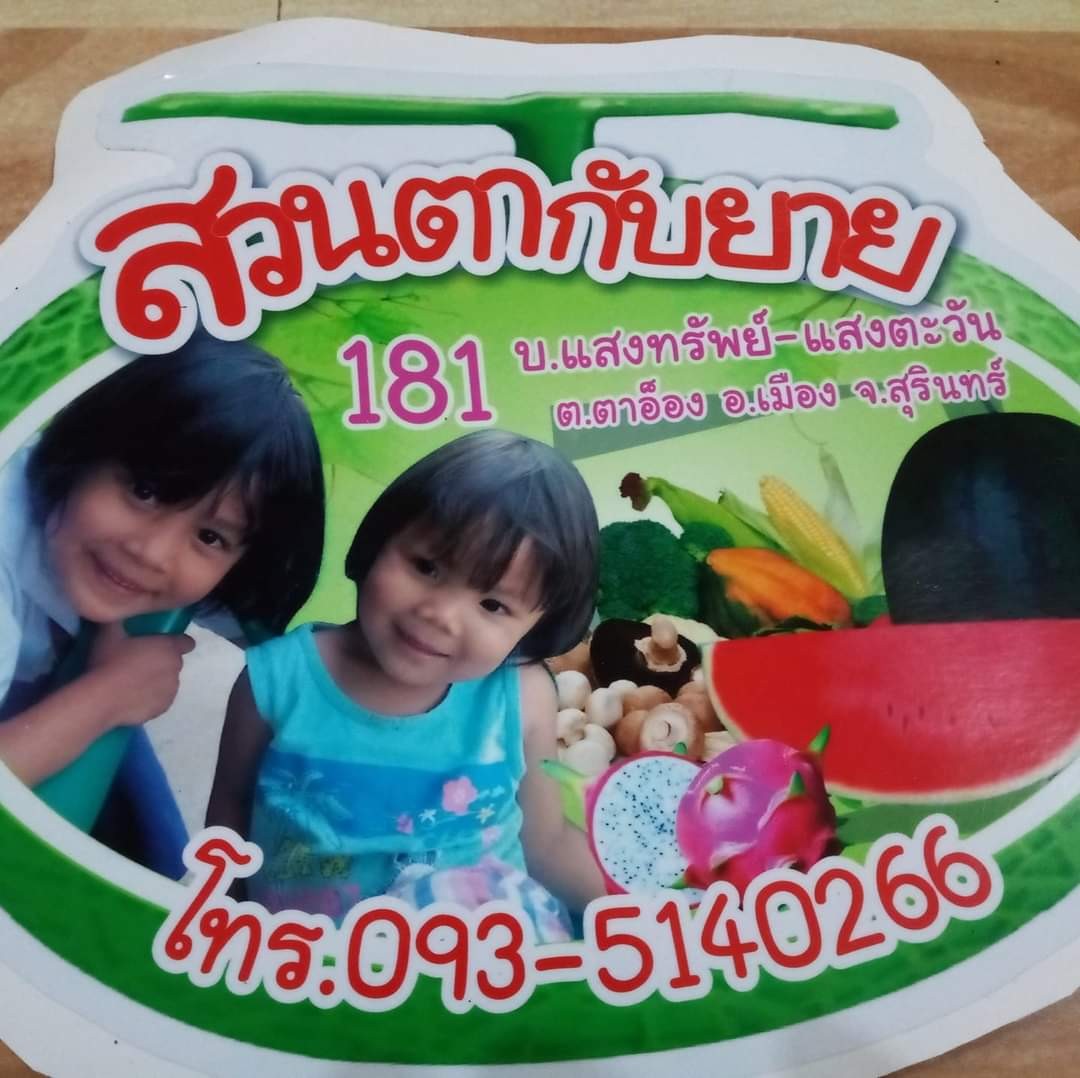 สวนตากับยาย
181 บ.แสงทรัพย์-แสงตะวัน
ต.ตาอ็อง อ.เมือง จ.สุรินทร์
โทร.093-5140266